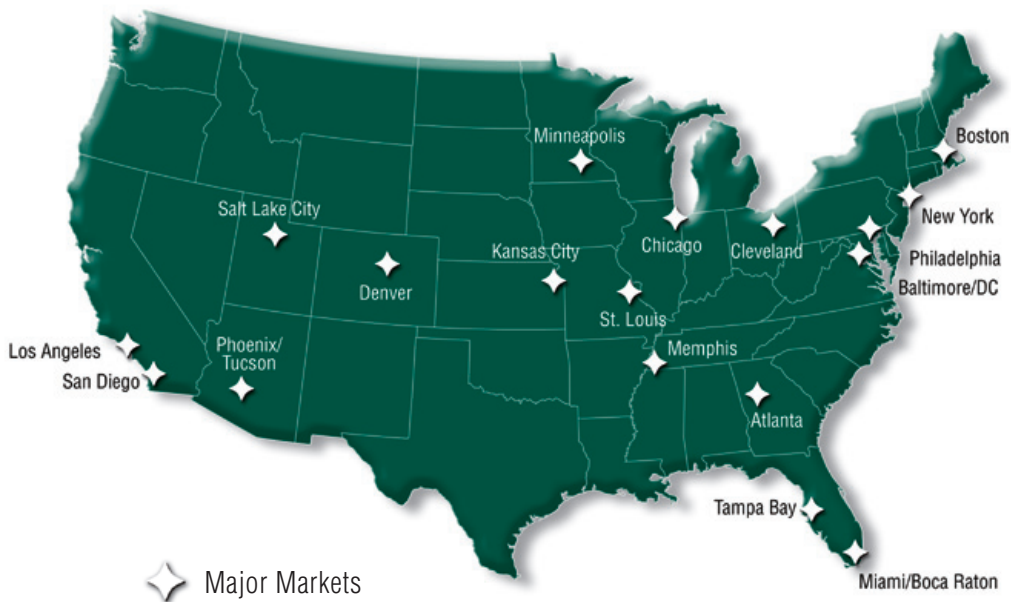 Minneapolis
Boston
Salt Lake City
New York
Kansas City
Chicago
Cleveland
Philadelphia
Denver
Baltimore/DC
St. Louis
Los Angeles
Phoenix/
Tucson
Memphis
San Diego
Atlanta
Tampa Bay
Major Markets
Miami/Boca Raton